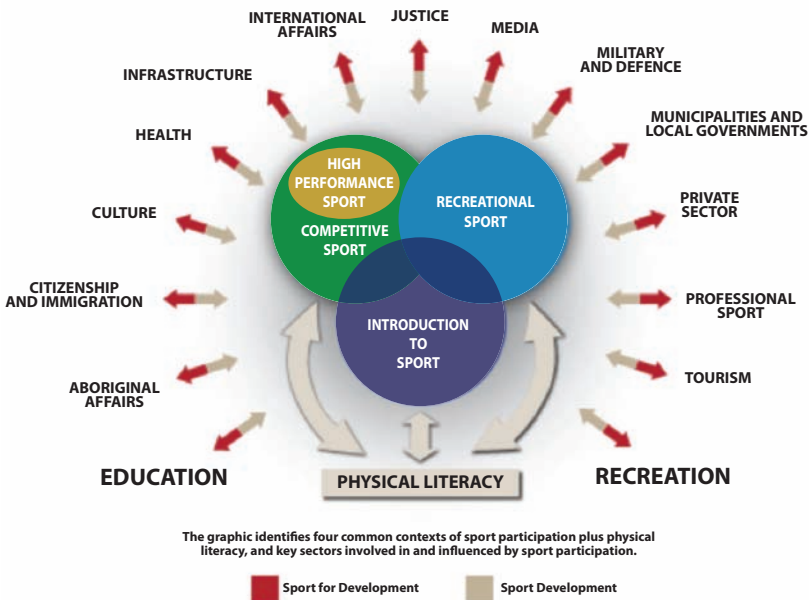 INTERNATIONAL
AFFAIRS
JUSTICE
MEDIA
MILITARY
AND DEFENCE
INFRASTRUCTURE
MUNICIPALITIES AND
LOCAL GOVERNMENTS
HEALTH
HIGH
PERFORMANCE
SPORT
COMPETITIVE
SPORT
RECREATIONAL
SPORT
PRIVATE
SECTOR
CULTURE
CITIZENSHIP
AND IMMIGRATION
PROFESSIONAL
SPORT
INTRODUCTION
TO
SPORT
ABORIGINAL
AFFAIRS
TOURISM
EDUCATION
PHYSICAL LITERACY
RECREATION
The graphic identifies four common contexts of sport participation plus physical
literacy, and key sectors involved in and influenced by sport participation.
Sport for Development
Sport Development